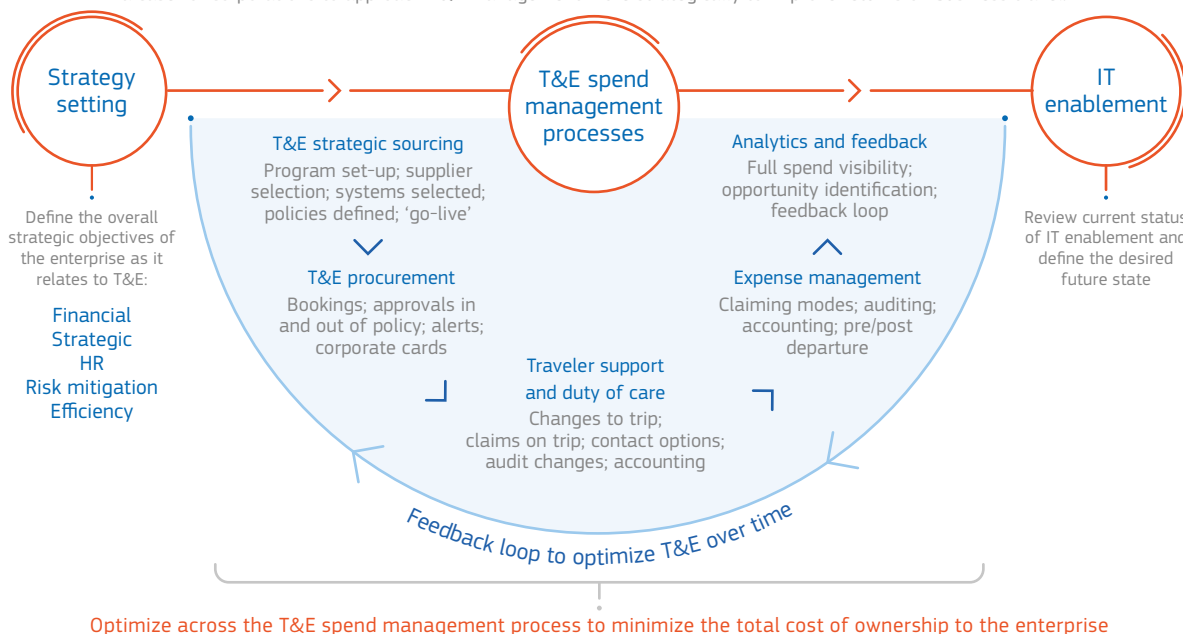 Strategy
setting
T&E spend
management
processes
IT
enablement
Define the overall
strategic objectives of
the enterprise as it
relates to T&E:
Financial
Strategic
HR
Risk mitigation
Efficiency
T&E strategic sourcing
Program set-up; supplier
selection; systems selected;
policies defined; ‘go-live’
T&E procurement
Bookings; approvals in
and out of policy; alerts;
corporate cards
Traveler support
and duty of care
Changes to trip;
claims on trip; contact options;
audit changes; accounting
Expense management
Claiming modes; auditing;
accounting; pre/post
departure
Analytics and feedback
Full spend visibility;
opportunity identification;
feedback loop
Review current status
of IT enablement and
define the desired
future state
Feedback loop to optimize T&E over time
Optimize across the T&E spend management process to minimize the total cost of ownership to the enterprise